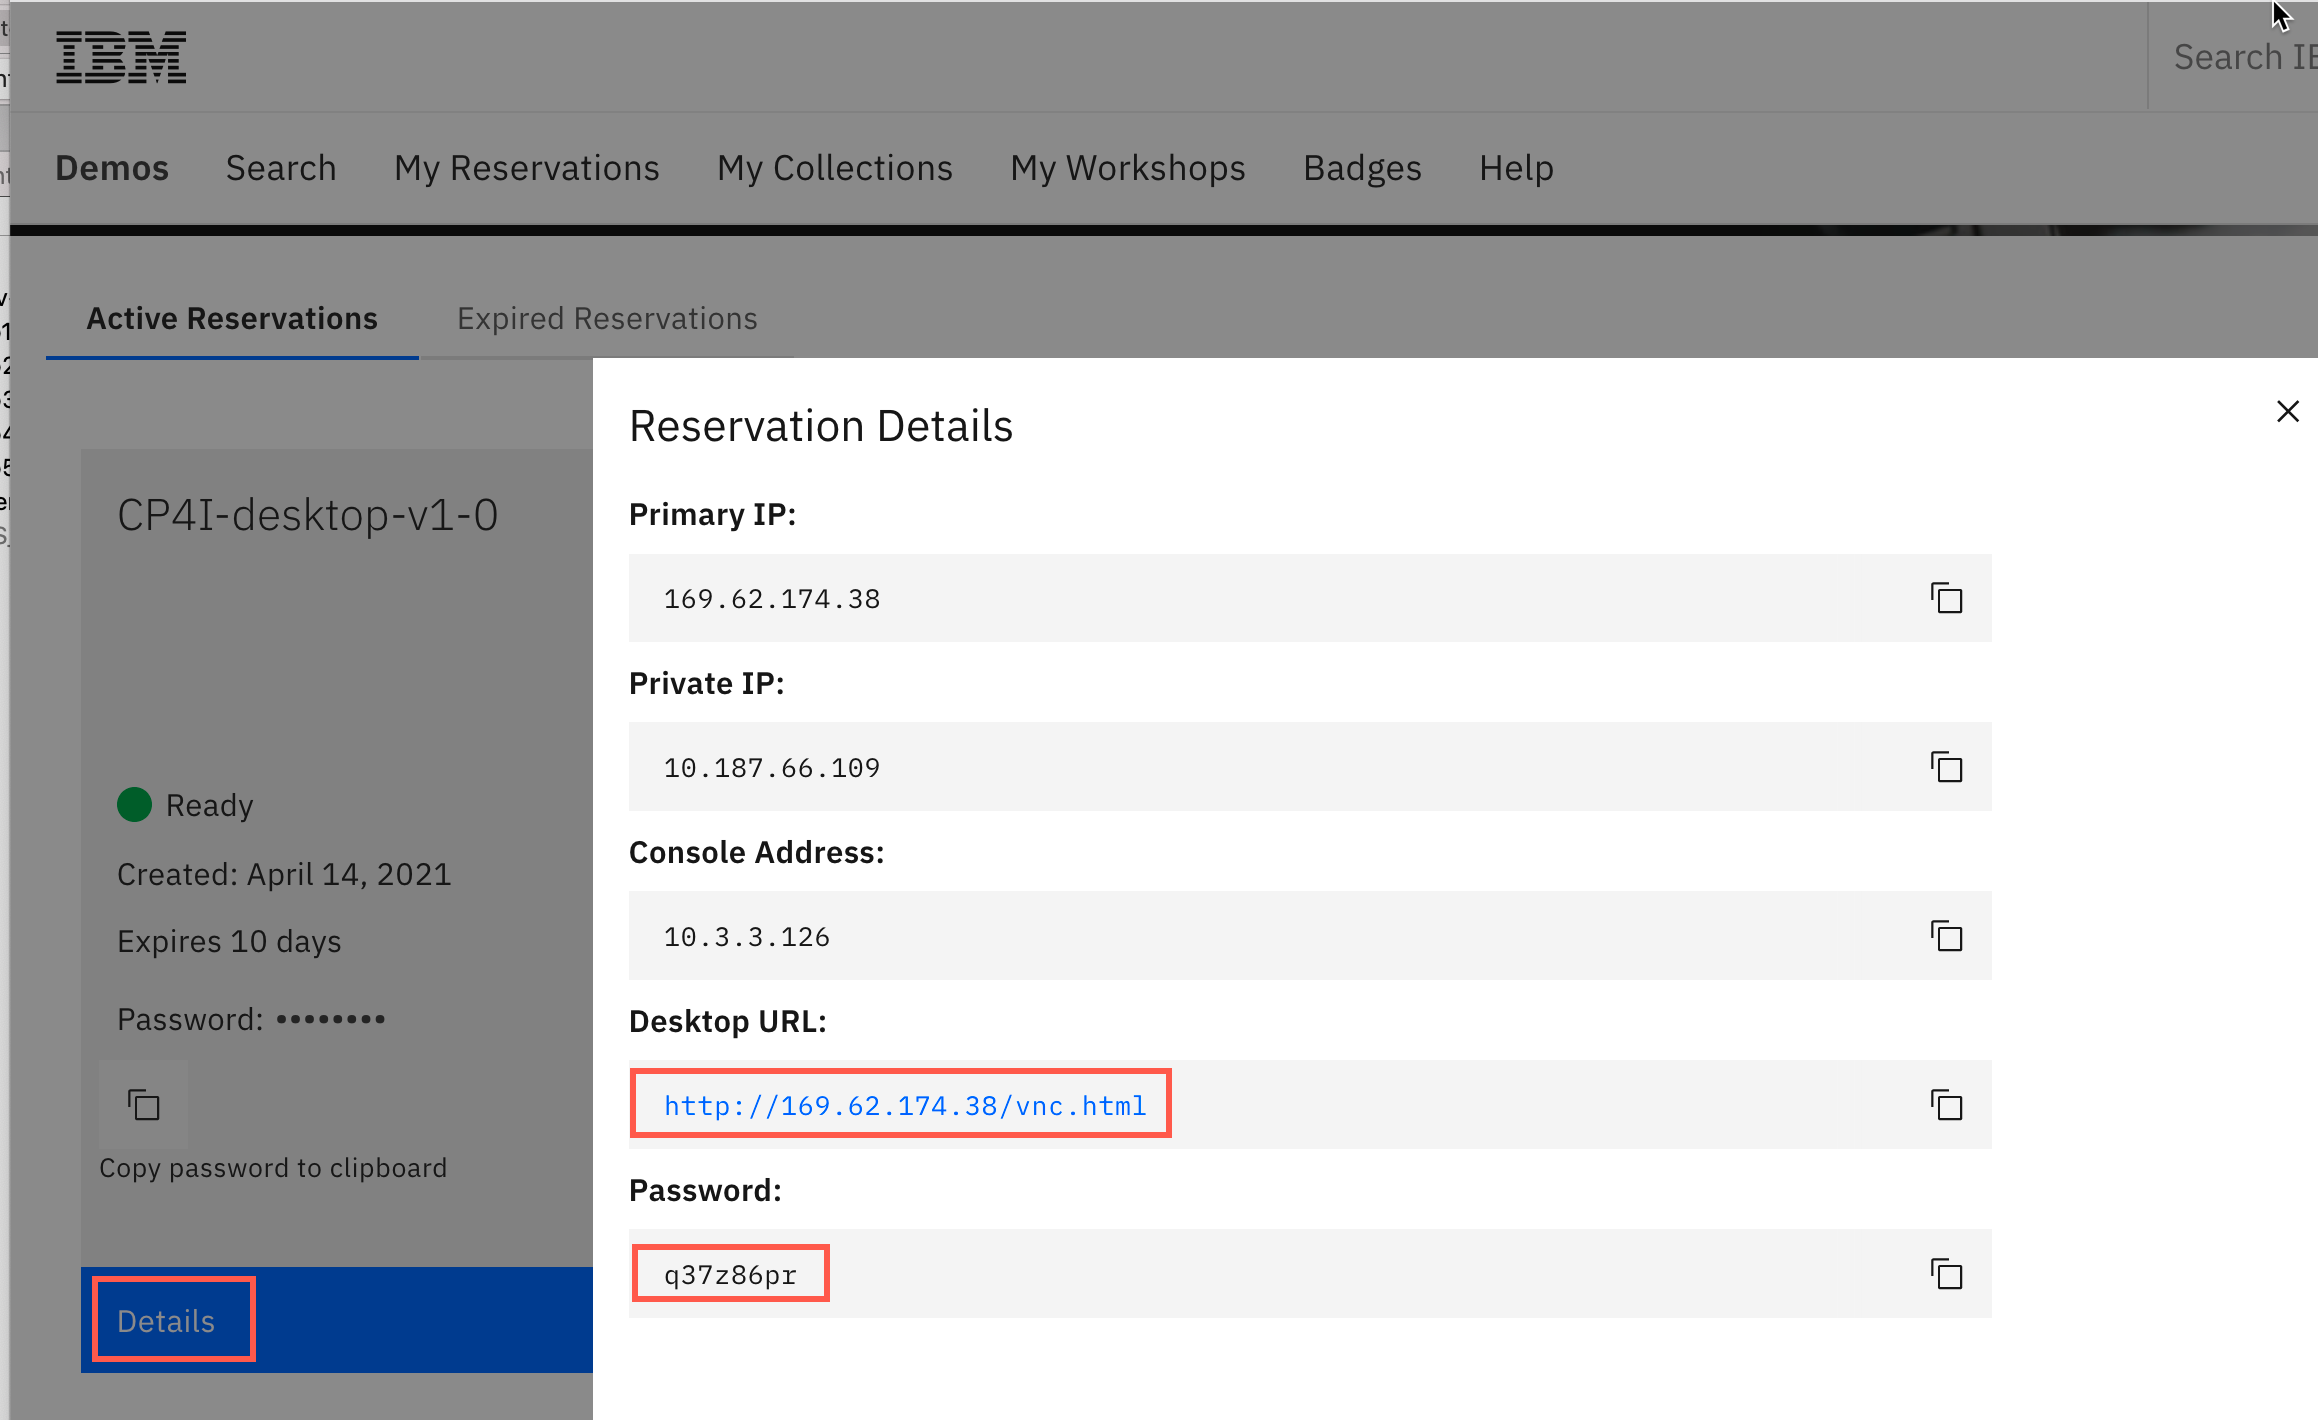 IBM
Search
Demos Search My Reservations My Collections My Workshops Badges Help
Active Reservations Expired Reservations
Reservation Details
CP4I-desktop-v1-0
Primary IP:
169.62.174.38
Private IP:
10.187.66.109
Ready
Console Address:
Created: April 14, 2021
10.3.3.126
Expires 10 days
Desktop URL:
Password: ••••••••
http://169.62.174.38/vnc.html
Copy password to clipboard
Password:
q37z86pr
Details